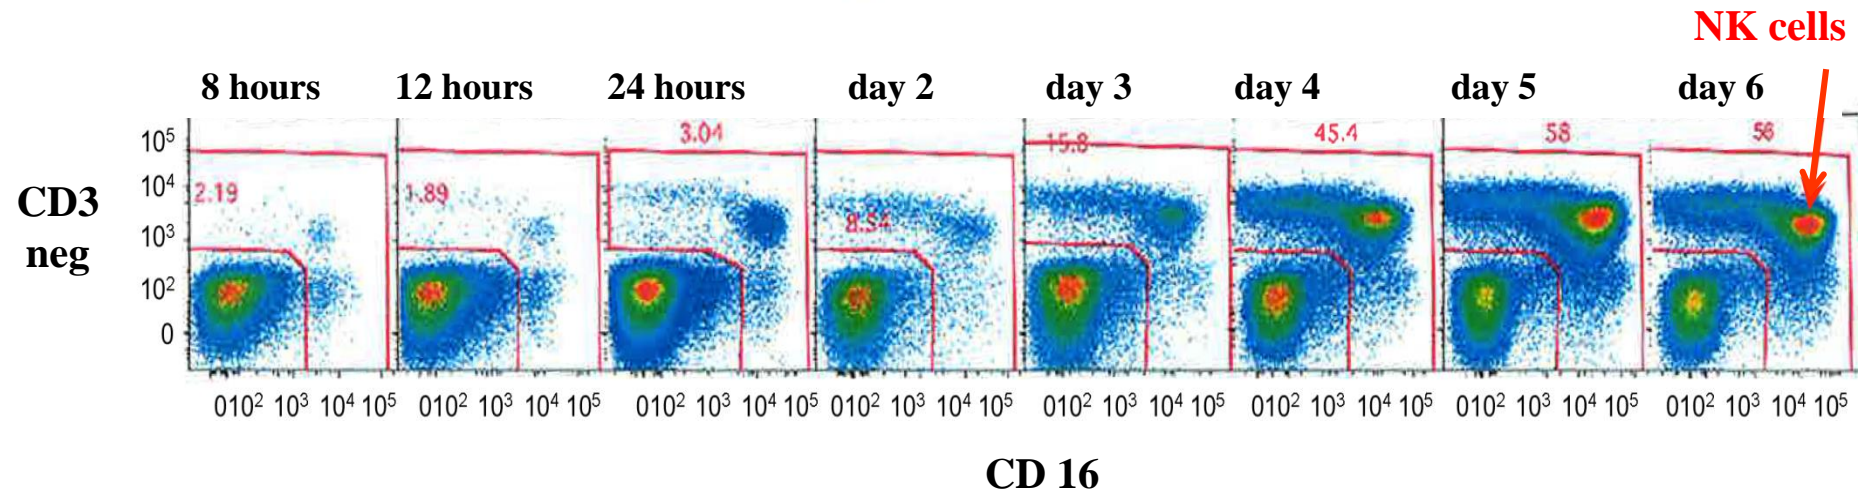 NK cells
8 hours 12 hours 24 hours day 2 day 3 day 4 day 5 day 6
3.04 15.8 45.4 58 56
10⁵
10⁴
2.19 1.89 8.54
CD3
neg
10³
10²
0
010² 10³ 10⁴ 10⁵ 010² 10³ 10⁴ 10⁵ 010² 10³ 10⁴ 10⁵ 010² 10³ 10⁴ 10⁵ 010² 10³ 10⁴ 10⁵ 010² 10³ 10⁴ 10⁵ 010² 10³ 10⁴ 10⁵ 010² 10³ 10⁴ 10⁵
CD 16